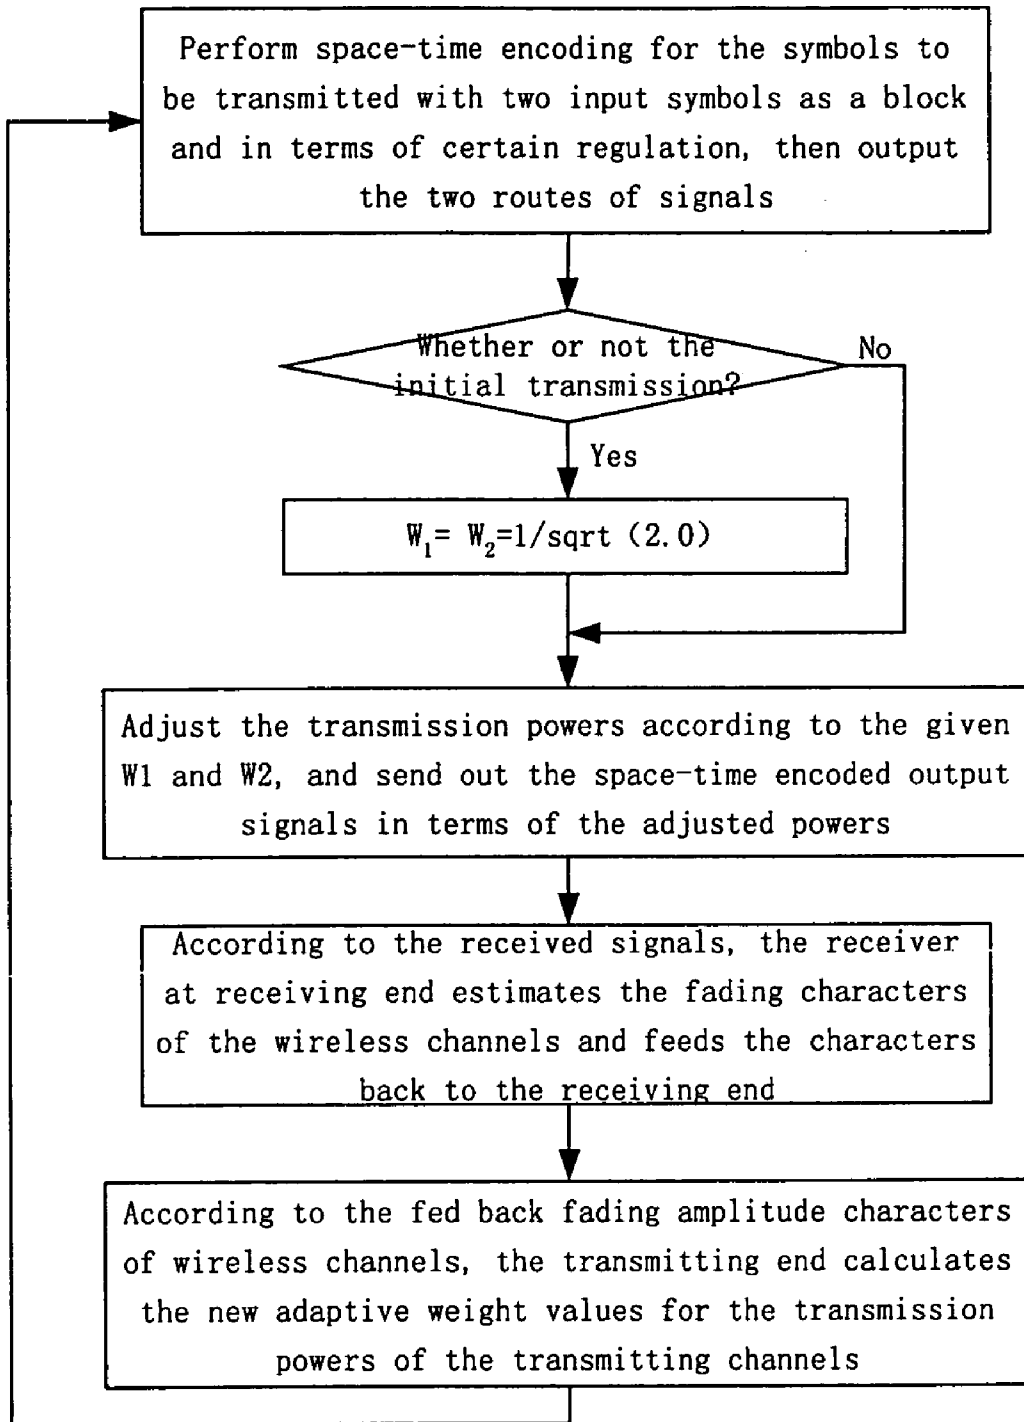 Perform space-time encoding for the symbols to
be transmitted with two input symbols as a block
and in terms of certain regulation, then output
the two routes of signals
Whether or not the
initial transmission?
No
Yes
W₁= W₂=1/sqrt (2.0)
Adjust the transmission powers according to the given
W1 and W2, and send out the space-time encoded output
signals in terms of the adjusted powers
According to the received signals, the receiver
at receiving end estimates the fading characters
of the wireless channels and feeds the characters
back to the receiving end
According to the fed back fading amplitude characters
of wireless channels, the transmitting end calculates
the new adaptive weight values for the transmission
powers of the transmitting channels